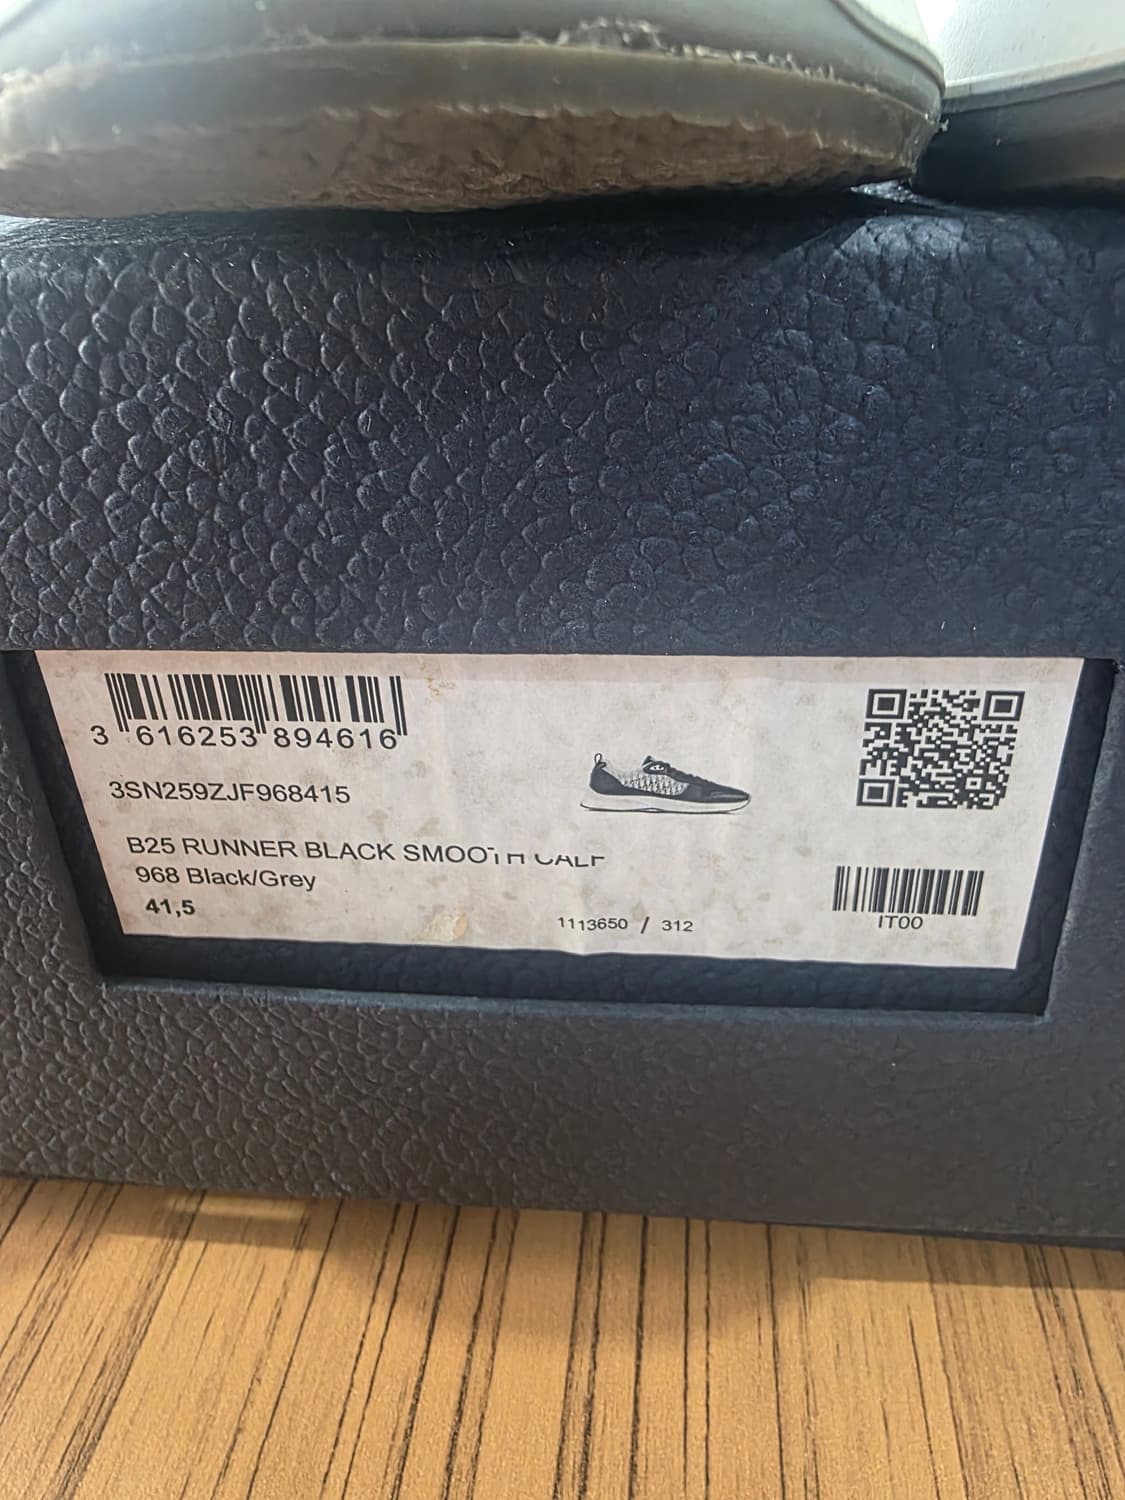 3 616253 894616
3SN259ZJF968415
B25 RUNNER BLACK SMOOTH CALF
968 Black/Grey
41,5
1113650 / 312
IT00